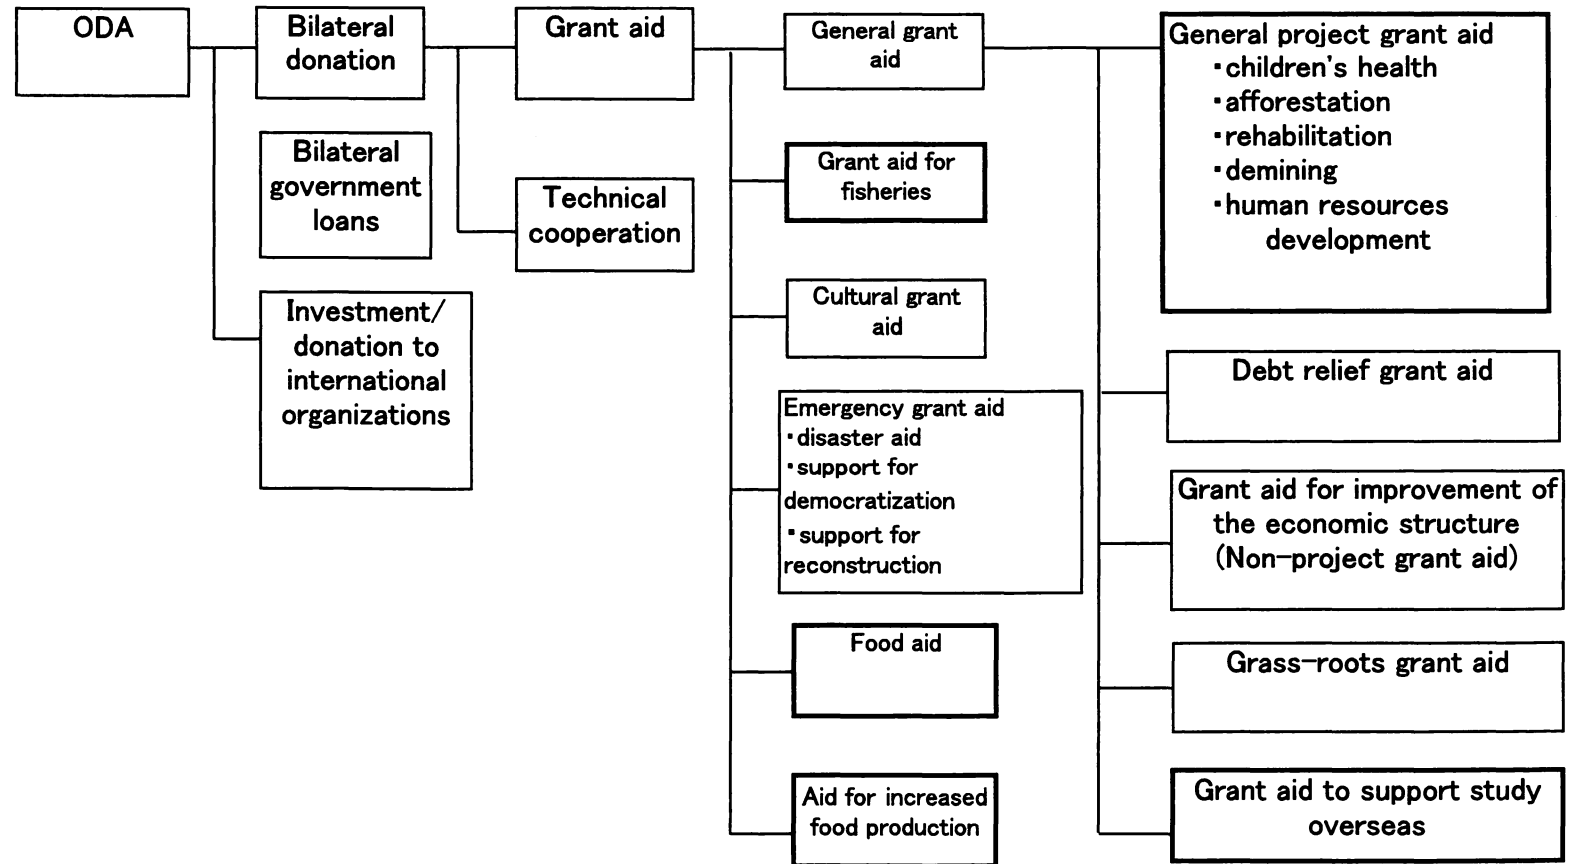 ODA
Bilateral
donation
Bilateral
government
loans
Investment/
donation to
international
organizations
Grant aid
Technical
cooperation
General grant
aid
Grant aid for
fisheries
Cultural grant
aid
Emergency grant aid
▪disaster aid
▪support for
democratization
▪support for
reconstruction
Food aid
Aid for increased
food production
General project grant aid
▪children's health
▪afforestation
▪rehabilitation
▪demining
▪human resources
development
Debt relief grant aid
Grant aid for improvement of
the economic structure
(Non-project grant aid)
Grass-roots grant aid
Grant aid to support study
overseas